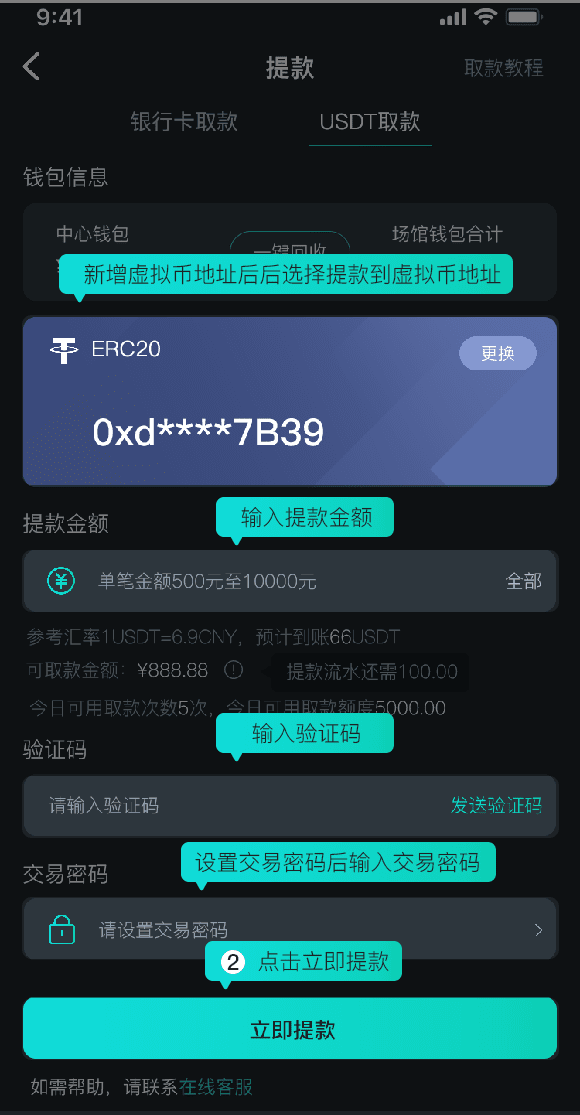 9:41
提款
取款教程
银行卡取款
USDT取款
钱包信息
中心钱包
一键回收
场馆钱包合计
新增虚拟币地址后后选择提款到虚拟币地址
ERC20
更换
0xd****7B39
提款金额
输入提款金额
单笔金额500元至10000元
全部
参考汇率1USDT=6.9CNY，预计到账66USDT
可取款金额：¥888.88
提款流水还需100.00
今日可用取款次数5次，今日可用取款额度5000.00
验证码
输入验证码
请输入验证码
发送验证码
交易密码
设置交易密码后输入交易密码
请设置交易密码
2 点击立即提款
立即提款
如需帮助，请联系在线客服